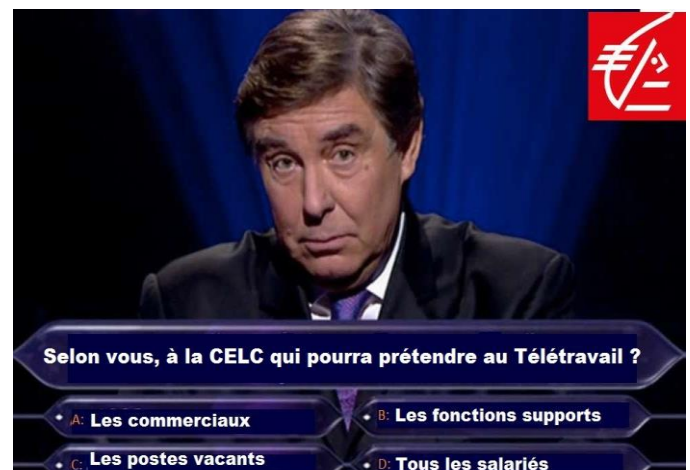 Selon vous, à la CELC qui pourra prétendre au Télétravail ?
A: Les commerciaux
B: Les fonctions supports
C: Les postes vacants
D: Tous les salariés